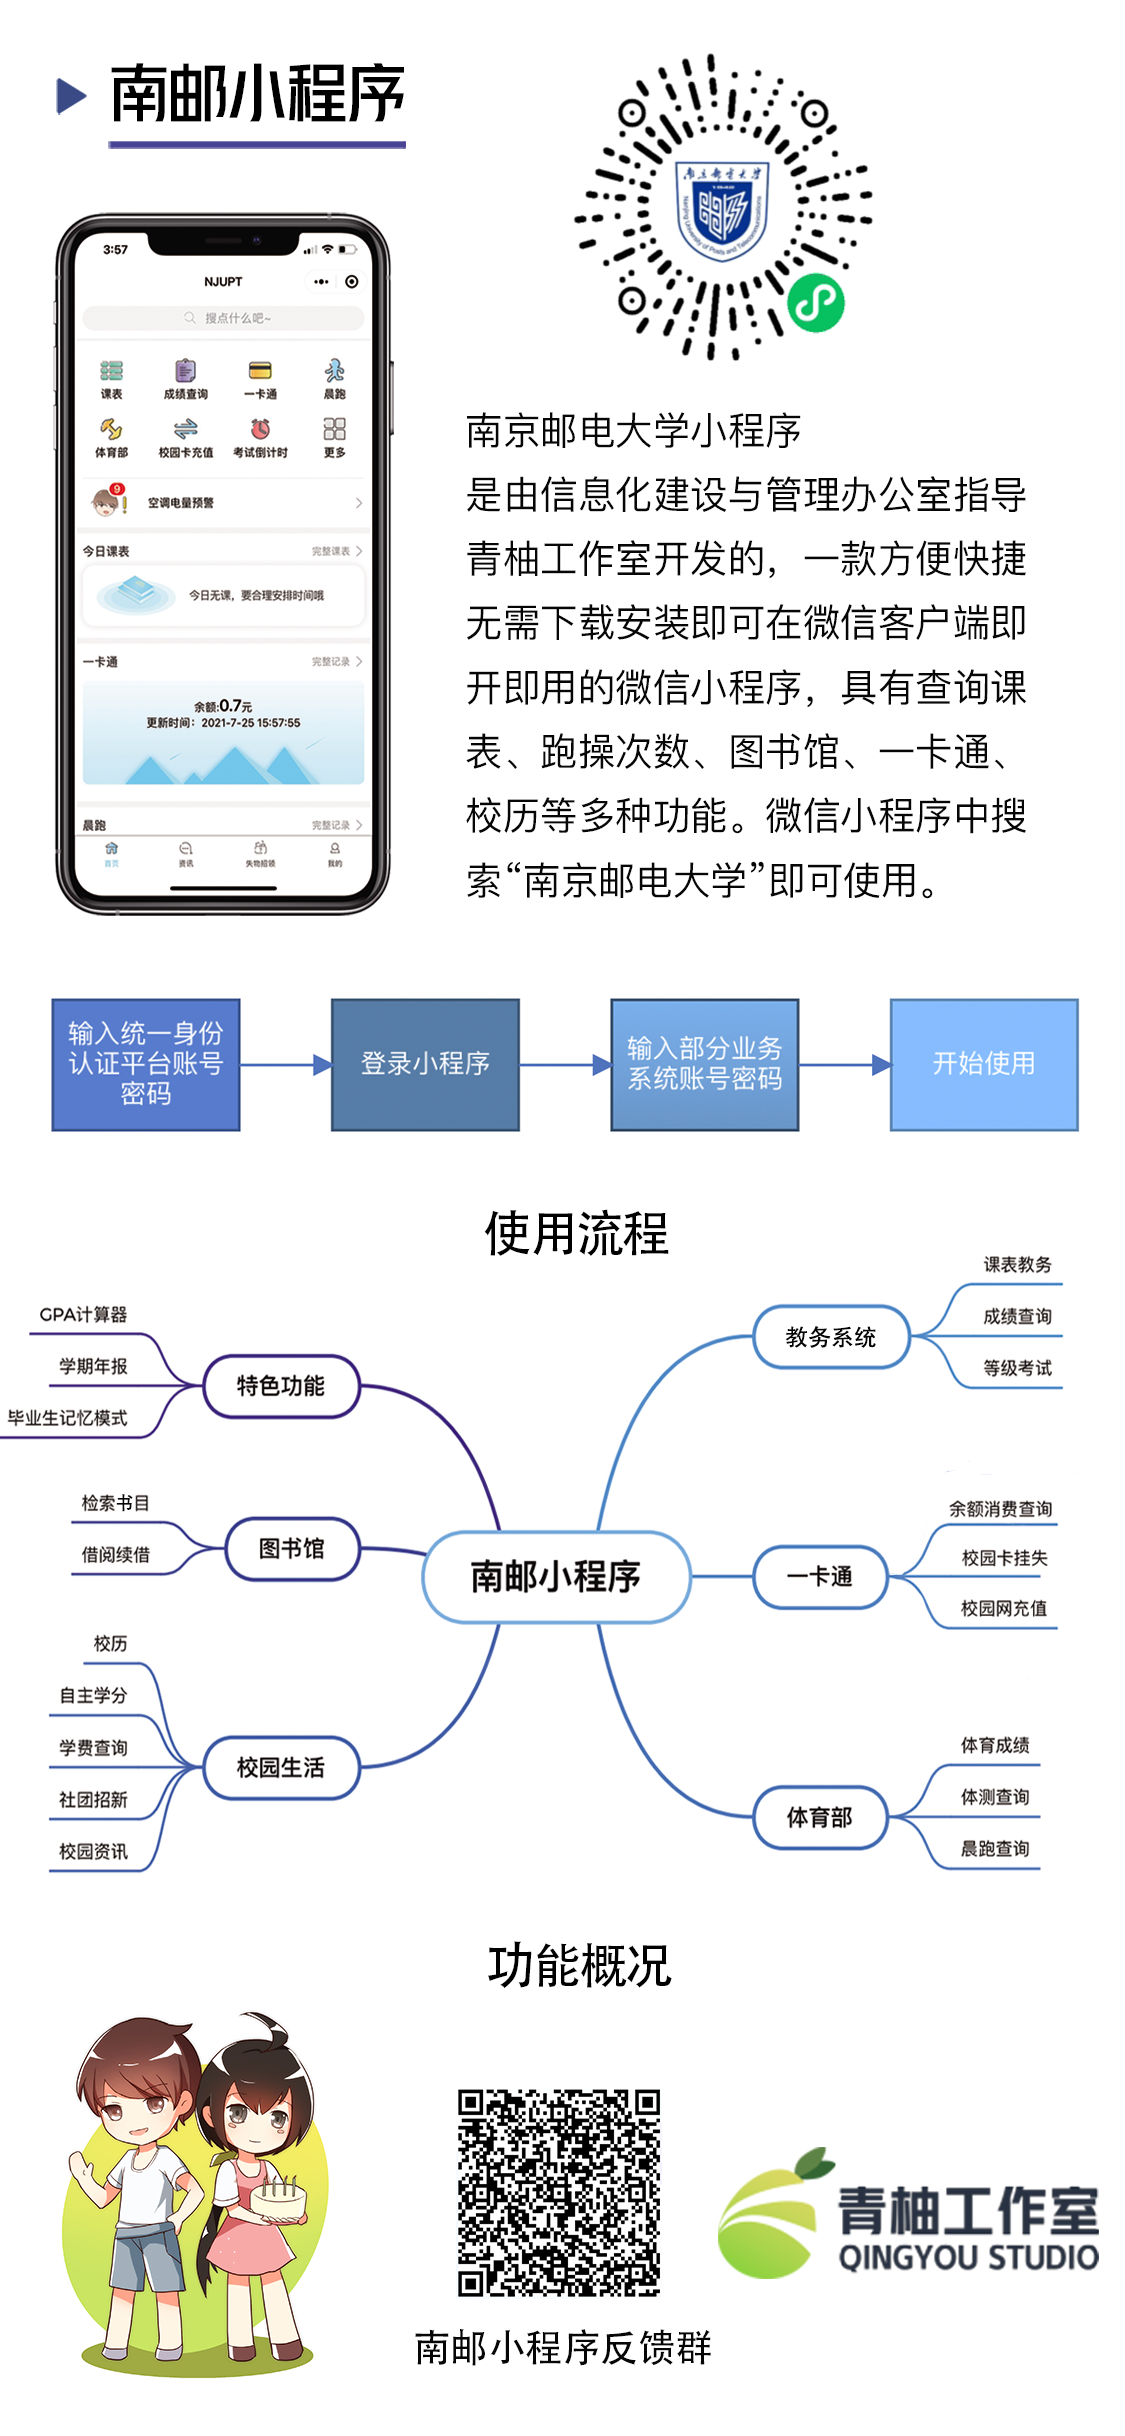 南邮小程序
南京邮电大学
Nanjing University of Posts and Telecommunications
3:57
NJUPT
搜点什么吧~
课表
成绩查询
一卡通
晨跑
体育部
校园卡充值
考试倒计时
更多
9
空调电量预警
今日课表
完整课表
今日无课，要合理安排时间哦
一卡通
完整记录
余额:0.7元
更新时间：2021-7-25 15:57:55
晨跑
完整记录
首页
资讯
失物招领
我的
南京邮电大学小程序
是由信息化建设与管理办公室指导
青柚工作室开发的，一款方便快捷
无需下载安装即可在微信客户端即
开即用的微信小程序，具有查询课
表、跑操次数、图书馆、一卡通、
校历等多种功能。微信小程序中搜
索“南京邮电大学”即可使用。
输入统一身份
认证平台账号
密码
登录小程序
输入部分业务
系统账号密码
开始使用
使用流程
GPA计算器
学期年报
毕业生记忆模式
特色功能
检索书目
借阅续借
图书馆
校历
自主学分
学费查询
社团招新
校园资讯
校园生活
南邮小程序
教务系统
课表教务
成绩查询
等级考试
一卡通
余额消费查询
校园卡挂失
校园网充值
体育部
体育成绩
体测查询
晨跑查询
功能概况
南邮小程序反馈群
青柚工作室
QINGYOU STUDIO